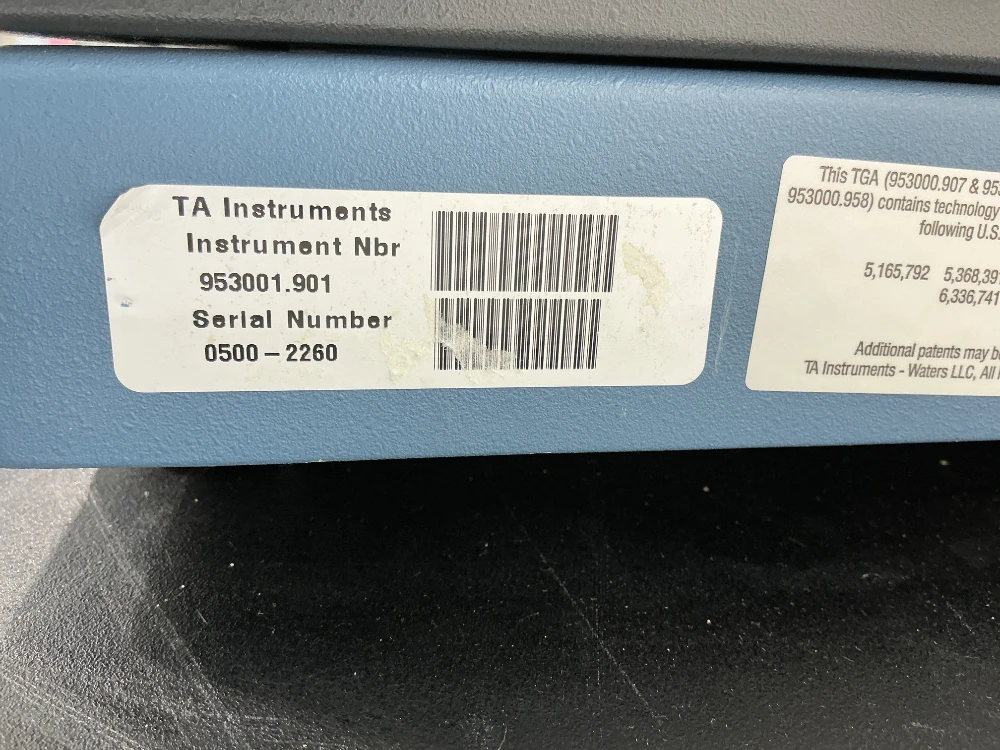 TA Instruments
Instrument Nbr
953001.901
Serial Number
0500-2260
This TGA (953000.907 &
953000.958) contains technology
following U.S.
5,165,792 5,368,391
6,336,741
Additional patents may
TA Instruments - Waters LLC, All